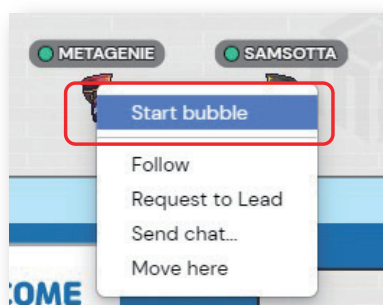 METAGENIE SAMSOTTA
Start bubble
Follow
Request to Lead
Send chat...
Move here
COME